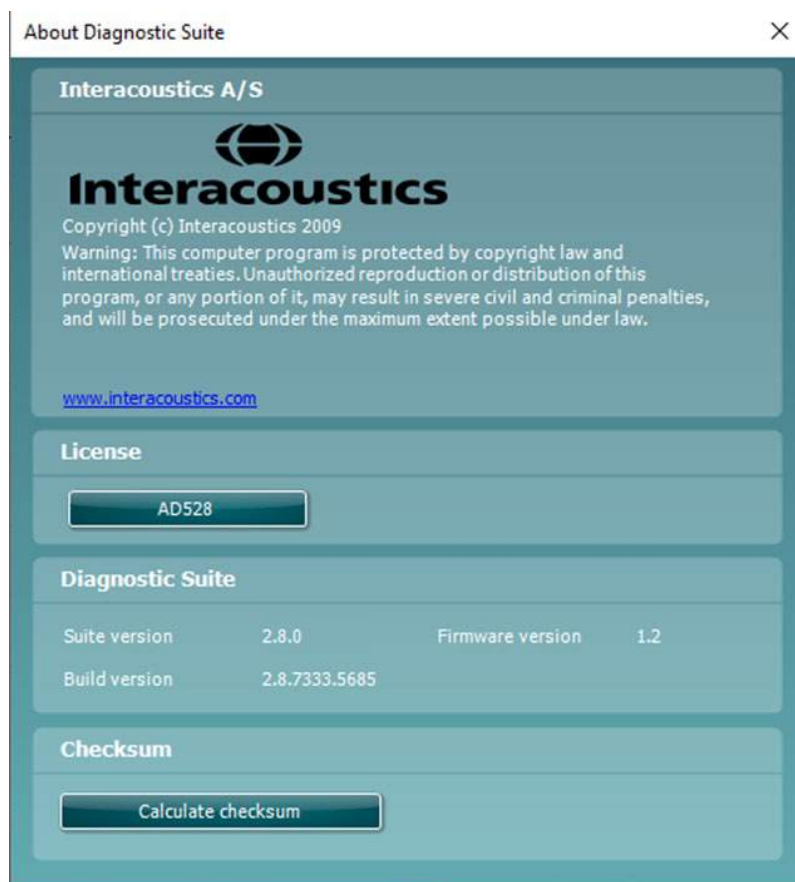 About Diagnostic Suite
Interacoustics A/S
Interacoustics
Copyright (c) Interacoustics 2009
Warning: This computer program is protected by copyright law and
international treaties. Unauthorized reproduction or distribution of this
program, or any portion of it, may result in severe civil and criminal penalties,
and will be prosecuted under the maximum extent possible under law.
www.interacoustics.com
License
AD528
Diagnostic Suite
Suite version 2.8.0 Firmware version 1.2
Build version 2.8.7333.5685
Checksum
Calculate checksum